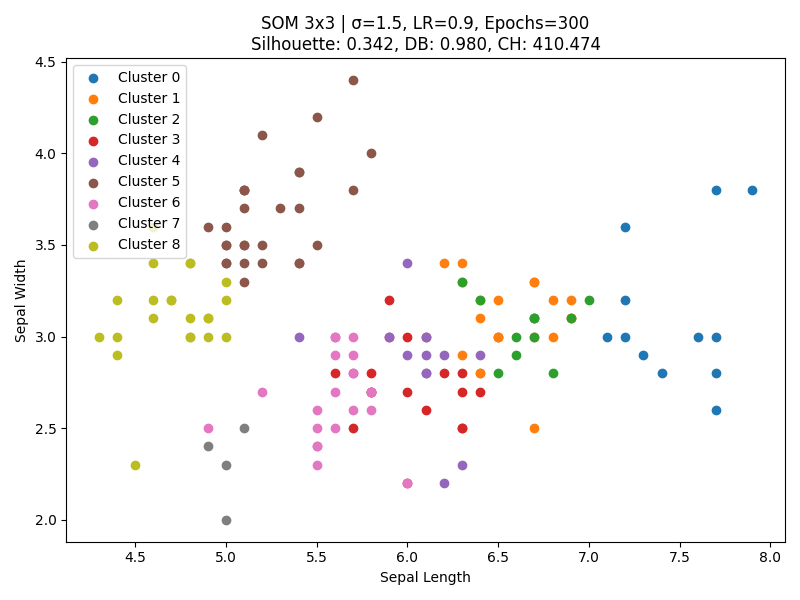 SOM 3x3 | σ=1.5, LR=0.9, Epochs=300
Silhouette: 0.342, DB: 0.980, CH: 410.474
4.5
4.0
3.5
3.0
2.5
2.0
Sepal Width
Cluster 0
Cluster 1
Cluster 2
Cluster 3
Cluster 4
Cluster 5
Cluster 6
Cluster 7
Cluster 8
4.5 5.0 5.5 6.0 6.5 7.0 7.5 8.0
Sepal Length